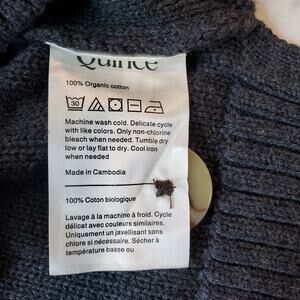 Quince
100% Organic cotton
30
Machine wash cold. Delicate cycle
with like colors. Only non-chlorine
bleach when needed. Tumble dry
low or lay flat to dry. Cool iron
when needed
Made in Cambodia
100% Coton biologique
Lavage à la machine à froid. Cycle
délicat avec couleurs similaires.
Uniquement un javellisant sans
chlore si nécessaire. Sécher à
température basse ou